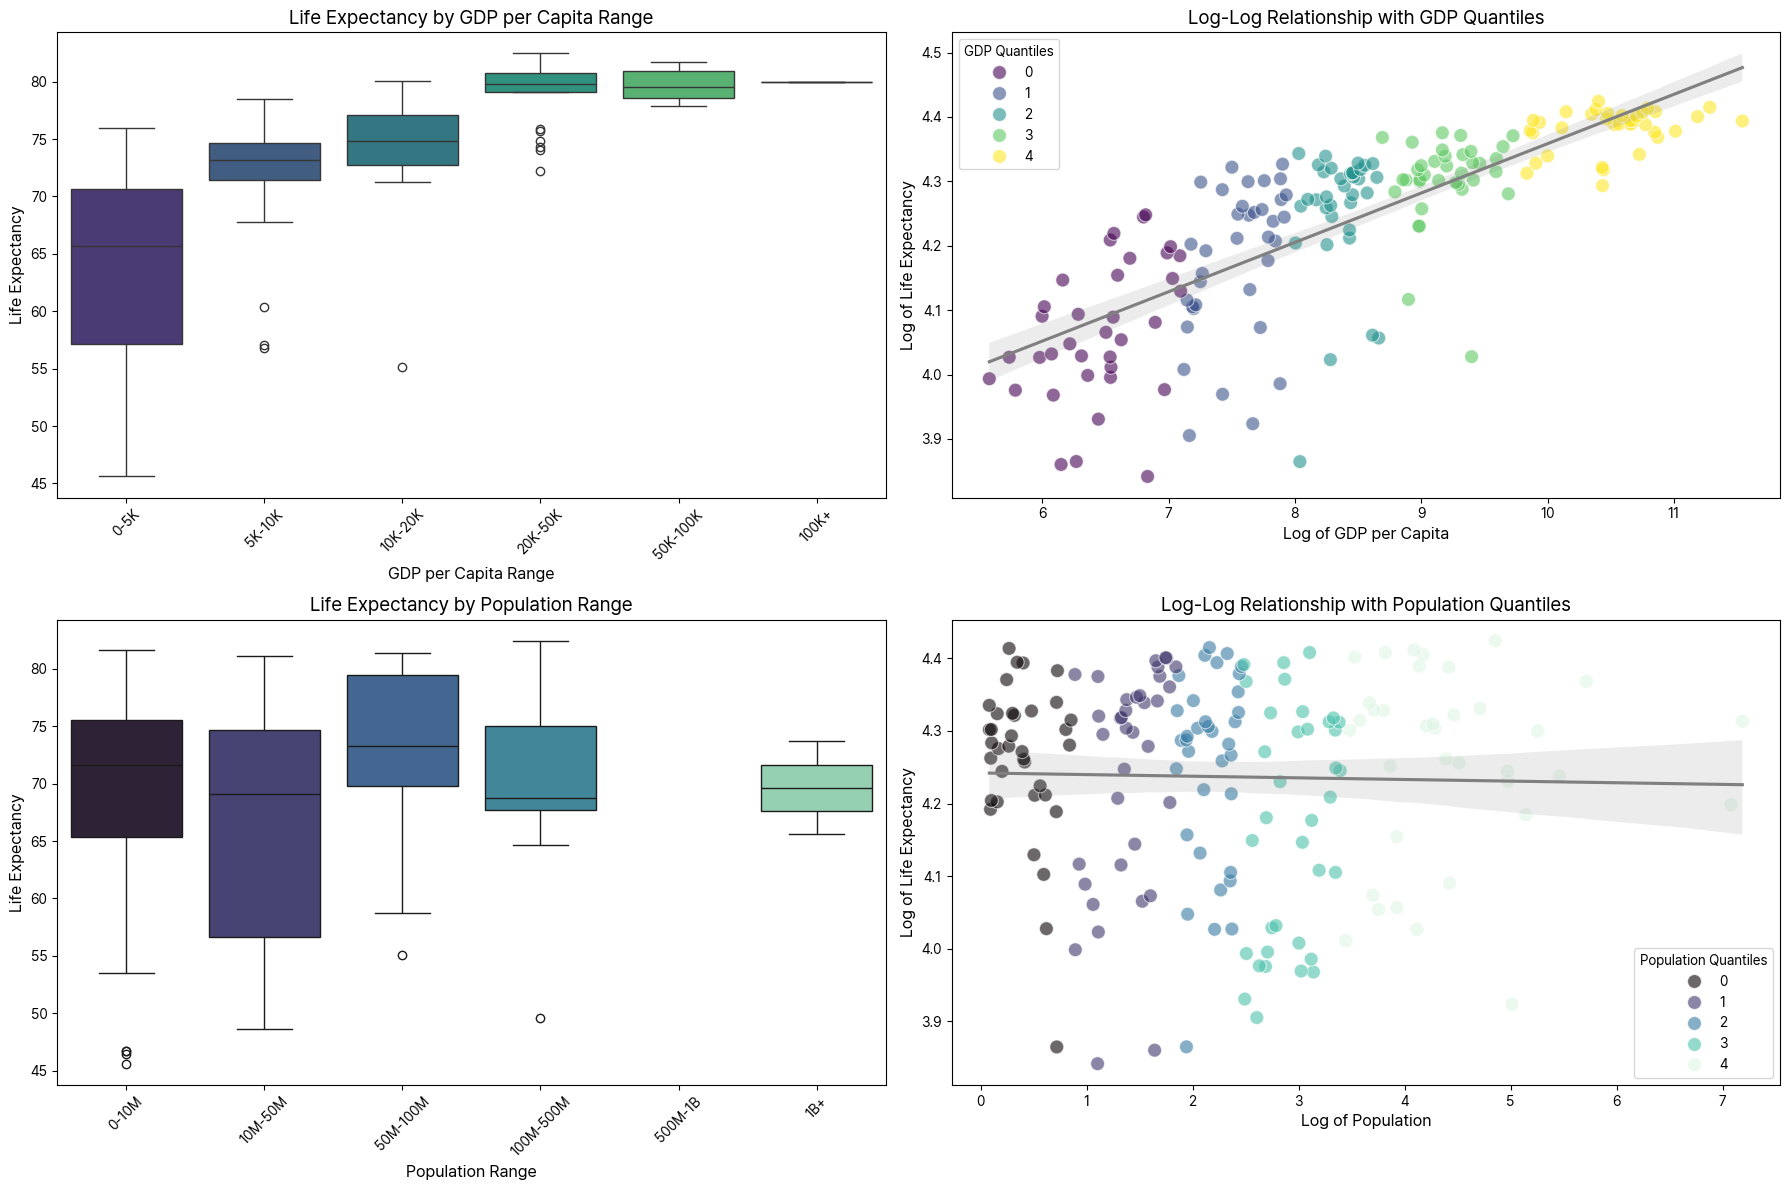 Life Expectancy by GDP per Capita Range
Life Expectancy
80
75
70
65
60
55
50
45
0-5K
5K-10K
10K-20K
20K-50K
50K-100K
100K+
GDP per Capita Range
Log-Log Relationship with GDP Quantiles
Log of Life Expectancy
4.5
4.4
4.3
4.2
4.1
4.0
3.9
GDP Quantiles
0
1
2
3
4
6 7 8 9 10 11
Log of GDP per Capita
Life Expectancy by Population Range
Life Expectancy
80
75
70
65
60
55
50
45
0-10M
10M-50M
50M-100M
100M-500M
500M-1B
1B+
Population Range
Log-Log Relationship with Population Quantiles
Log of Life Expectancy
4.4
4.3
4.2
4.1
4.0
3.9
Population Quantiles
0
1
2
3
4
0 1 2 3 4 5 6 7
Log of Population